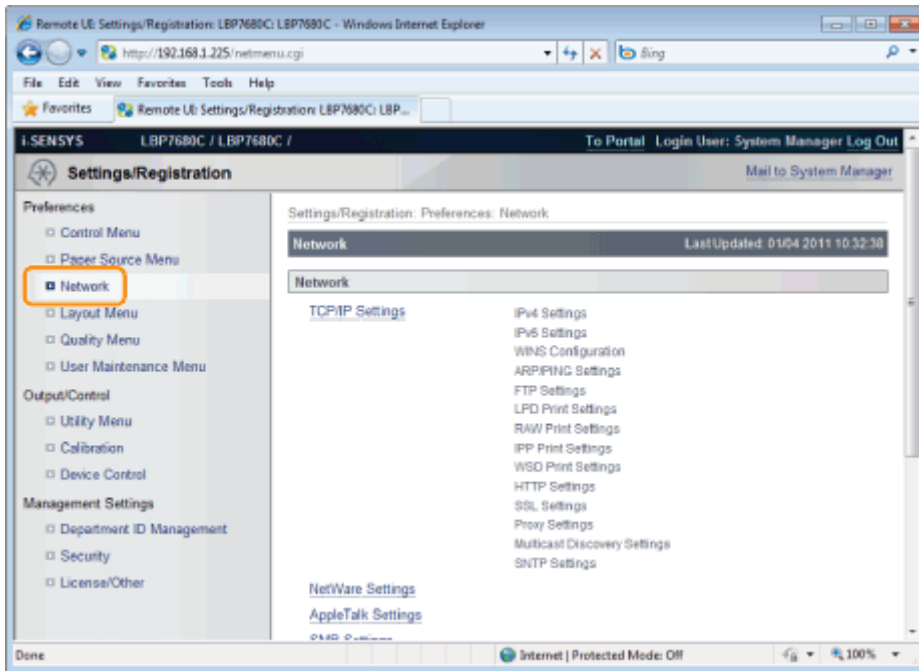 Remote UI: Settings/Registration: LBP7680C: LBP7680C - Windows Internet Explorer
http://192.168.1.225/netmenu.cgi
Bing
File Edit View Favorites Tools Help
Favorites
Remote UI: Settings/Registration: LBP7680C: LBP...
i-SENSYS LBP7680C / LBP7680C / To Portal Login User: System Manager Log Out
Settings/Registration
Mail to System Manager
Preferences
Control Menu
Paper Source Menu
Network
Layout Menu
Quality Menu
User Maintenance Menu
Output/Control
Utility Menu
Calibration
Device Control
Management Settings
Department ID Management
Security
License/Other
Settings/Registration: Preferences: Network
Network Last Updated: 01/04 2011 10:32:38
Network
TCP/IP Settings
IPv4 Settings
IPv6 Settings
WINS Configuration
ARP/PING Settings
FTP Settings
LPD Print Settings
RAW Print Settings
IPP Print Settings
WSD Print Settings
HTTP Settings
SSL Settings
Proxy Settings
Multicast Discovery Settings
SNTP Settings
NetWare Settings
AppleTalk Settings
SMB Settings
Done
Internet | Protected Mode: Off
100%